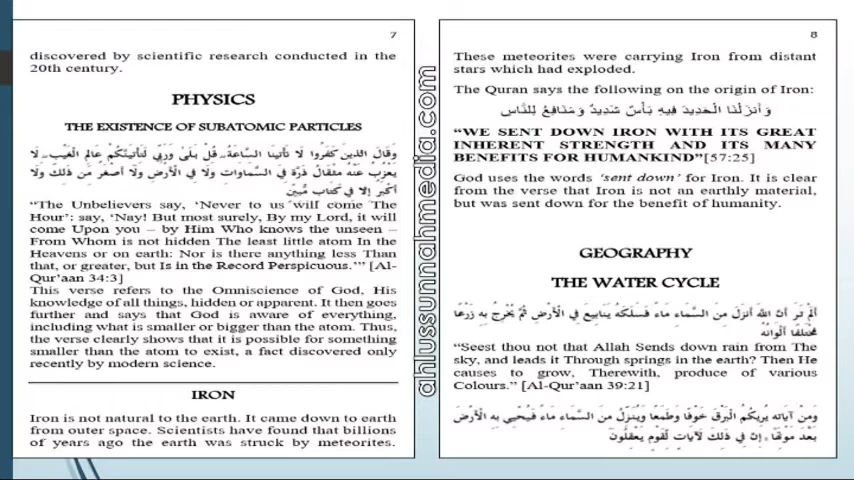 7
discovered by scientific research conducted in the
20th century.
PHYSICS
THE EXISTENCE OF SUBATOMIC PARTICLES
وَقَالَ الَّذِينَ كَفَرُوا لَا تَأْتِينَا السَّاعَةُ قُلْ بَلَىٰ وَرَبِّي لَتَأْتِيَنَّكُمْ عَالِمِ الْغَيْبِ لَا
يَعْزُبُ عَنْهُ مِثْقَالُ ذَرَّةٍ فِي السَّمَاوَاتِ وَلَا فِي الْأَرْضِ وَلَا أَصْغَرُ مِنْ ذَٰلِكَ وَلَا
أَكْبَرُ إِلَّا فِي كِتَابٍ مُبِينٍ
“The Unbelievers say, ‘Never to us will come The
Hour’: say, ‘Nay! But most surely, By my Lord, it will
come Upon you – by Him Who knows the unseen –
From Whom is not hidden The least little atom In the
Heavens or on earth: Nor is there anything less Than
that, or greater, but Is in the Record Perspicuous.’” [Al-
Qur’aan 34:3]
This verse refers to the Omniscience of God, His
knowledge of all things, hidden or apparent. It then goes
further and says that God is aware of everything,
including what is smaller or bigger than the atom. Thus,
the verse clearly shows that it is possible for something
smaller than the atom to exist, a fact discovered only
recently by modern science.
IRON
Iron is not natural to the earth. It came down to earth
from outer space. Scientists have found that billions
of years ago the earth was struck by meteorites.
ahlussunnahmedia.com
8
These meteorites were carrying Iron from distant
stars which had exploded.
The Quran says the following on the origin of Iron:
وَأَنزَلْنَا الْحَدِيدَ فِيهِ بَأْسٌ شَدِيدٌ وَمَنَافِعُ لِلنَّاسِ
“WE SENT DOWN IRON WITH ITS GREAT
INHERENT STRENGTH AND ITS MANY
BENEFITS FOR HUMANKIND”[57:25]
God uses the words ‘sent down’ for Iron. It is clear
from the verse that Iron is not an earthly material,
but was sent down for the benefit of humanity.
GEOGRAPHY
THE WATER CYCLE
أَلَمْ تَرَ أَنَّ اللَّهَ أَنْزَلَ مِنَ السَّمَاءِ مَاءً فَسَلَكَهُ يَنَابِيعَ فِي الْأَرْضِ ثُمَّ يُخْرِجُ بِهِ زَرْعًا
مُخْتَلِفًا أَلْوَانُهُ
“Seest thou not that Allah Sends down rain from The
sky, and leads it Through springs in the earth? Then He
causes to grow, Therewith, produce of various
Colours.” [Al-Qur’aan 39:21]
وَمِنْ آيَاتِهِ يُرِيكُمُ الْبَرْقَ خَوْفًا وَطَمَعًا وَيُنَزِّلُ مِنَ السَّمَاءِ مَاءً فَيُحْيِي بِهِ الْأَرْضَ
بَعْدَ مَوْتِهَا، إِنَّ فِي ذَٰلِكَ لَآيَاتٍ لِقَوْمٍ يَعْقِلُونَ